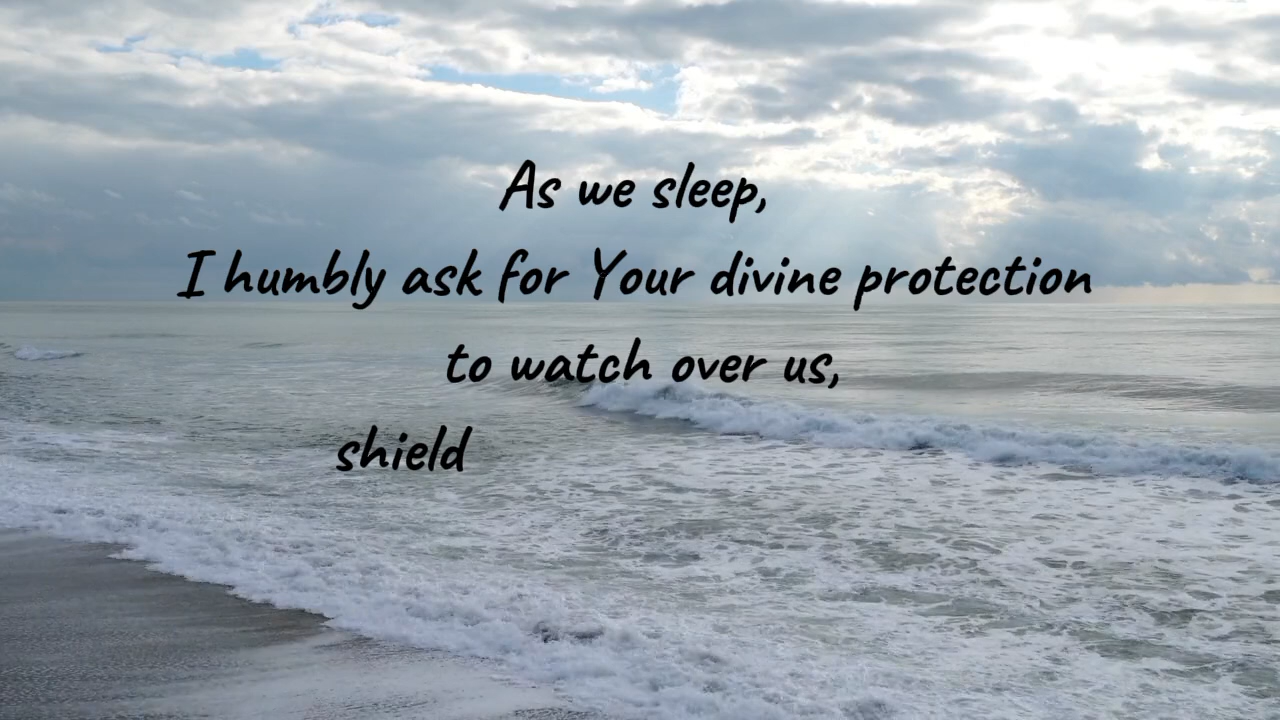 As we sleep,
I humbly ask for Your divine protection
to watch over us,
shield